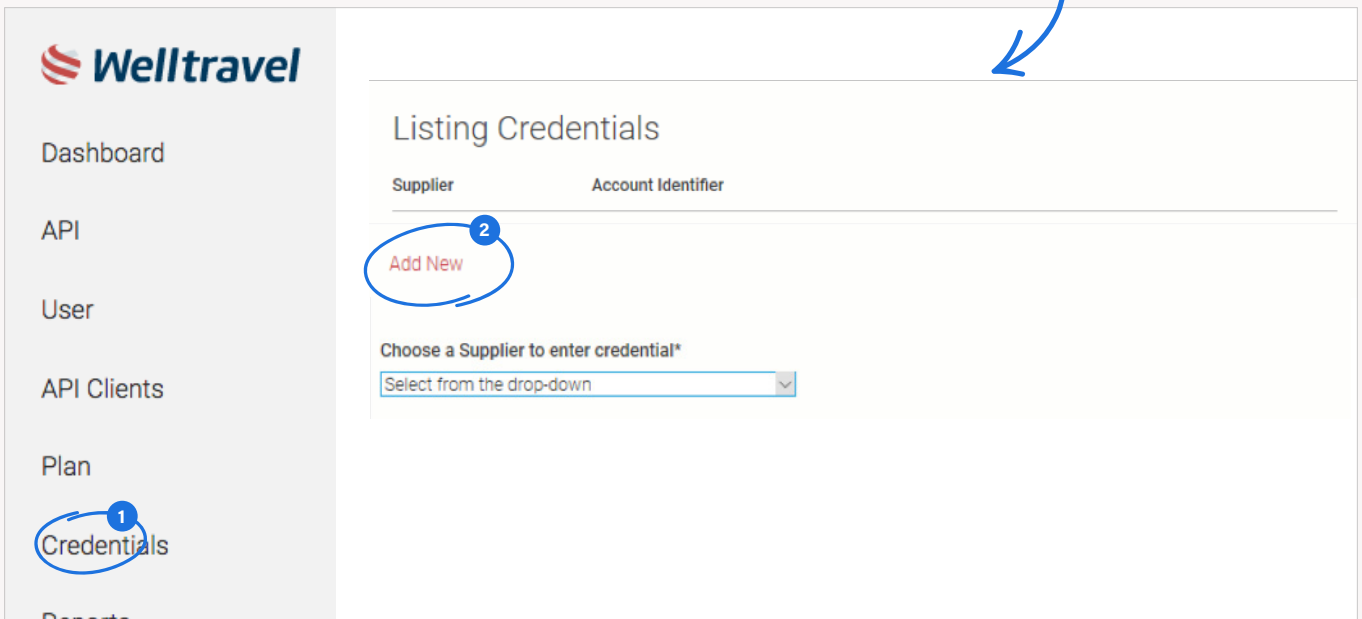 Welltravel
Dashboard
API
User
API Clients
Plan
1
Credentials
Reports
Listing Credentials
Supplier Account Identifier
2
Add New
Choose a Supplier to enter credential*
Select from the drop-down